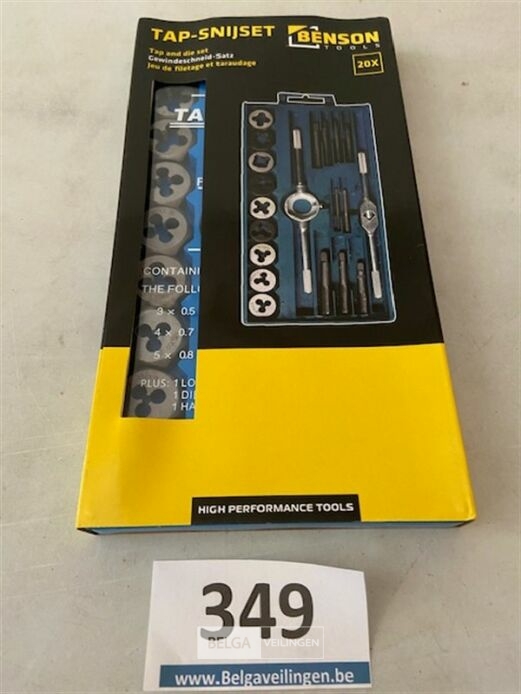 TAP-SNIJSET
Tap and die set
Gewindeschneid-Satz
Jeu de filetage et taraudage
BENSON
TOOLS
20X
TA
CONTAINI
THE FOLL
3 x 0.5
4 x 0.7
5 x 0.8
PLUS: 1 LO
1 DI
1 HA
HIGH PERFORMANCE TOOLS
349
BELGA VEILINGEN
www.Belgaveilingen.be